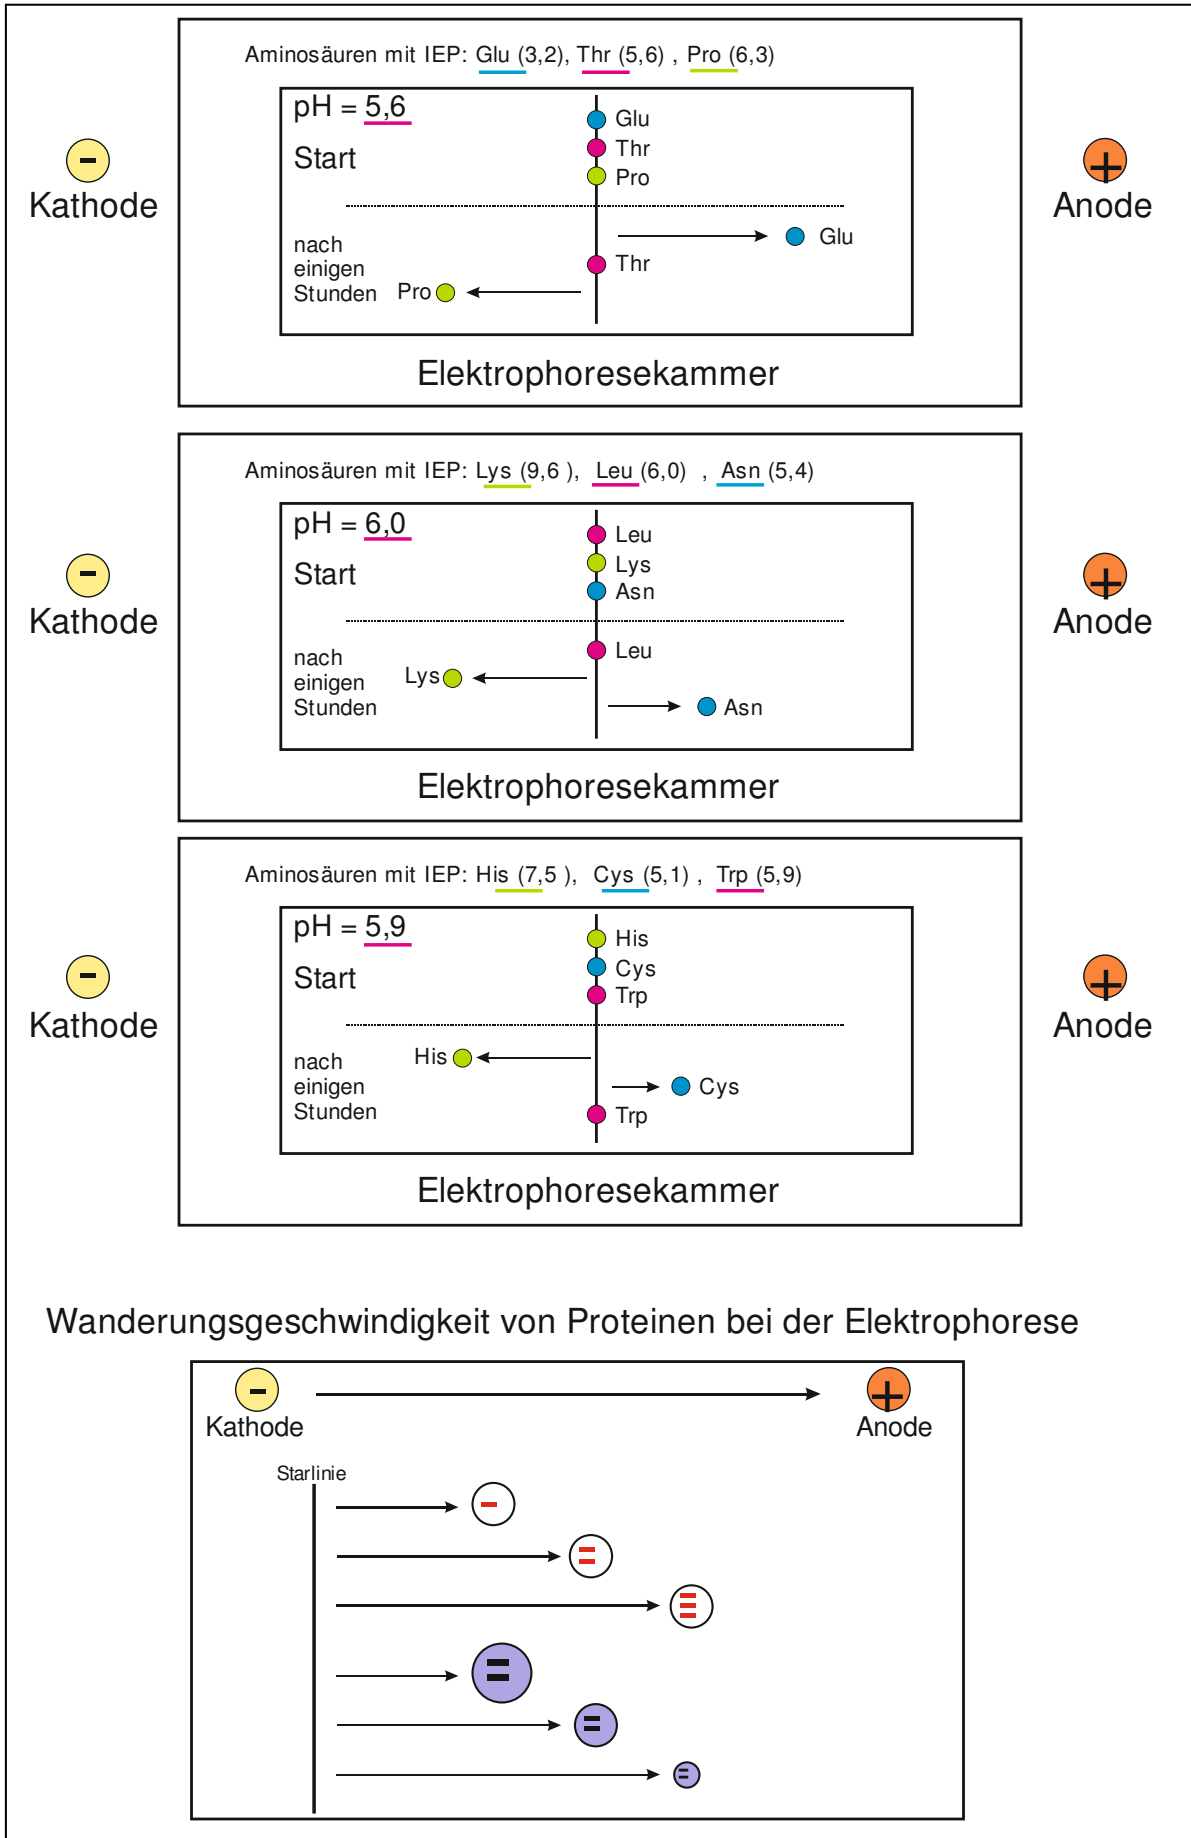 Aminosäuren mit IEP: Glu (3,2), Thr (5,6) , Pro (6,3)
pH = 5,6
Start
Glu
Thr
Pro
-
Kathode
+
Anode
nach
einigen
Stunden
Glu
Thr
Pro
Elektrophoresekammer
Aminosäuren mit IEP: Lys (9,6 ), Leu (6,0) , Asn (5,4)
pH = 6,0
Start
Leu
Lys
Asn
-
Kathode
+
Anode
nach
einigen
Stunden
Leu
Lys
Asn
Elektrophoresekammer
Aminosäuren mit IEP: His (7,5 ), Cys (5,1) , Trp (5,9)
pH = 5,9
Start
His
Cys
Trp
-
Kathode
+
Anode
nach
einigen
Stunden
His
Cys
Trp
Elektrophoresekammer
Wanderungsgeschwindigkeit von Proteinen bei der Elektrophorese
-
Kathode
+
Anode
Starlinie